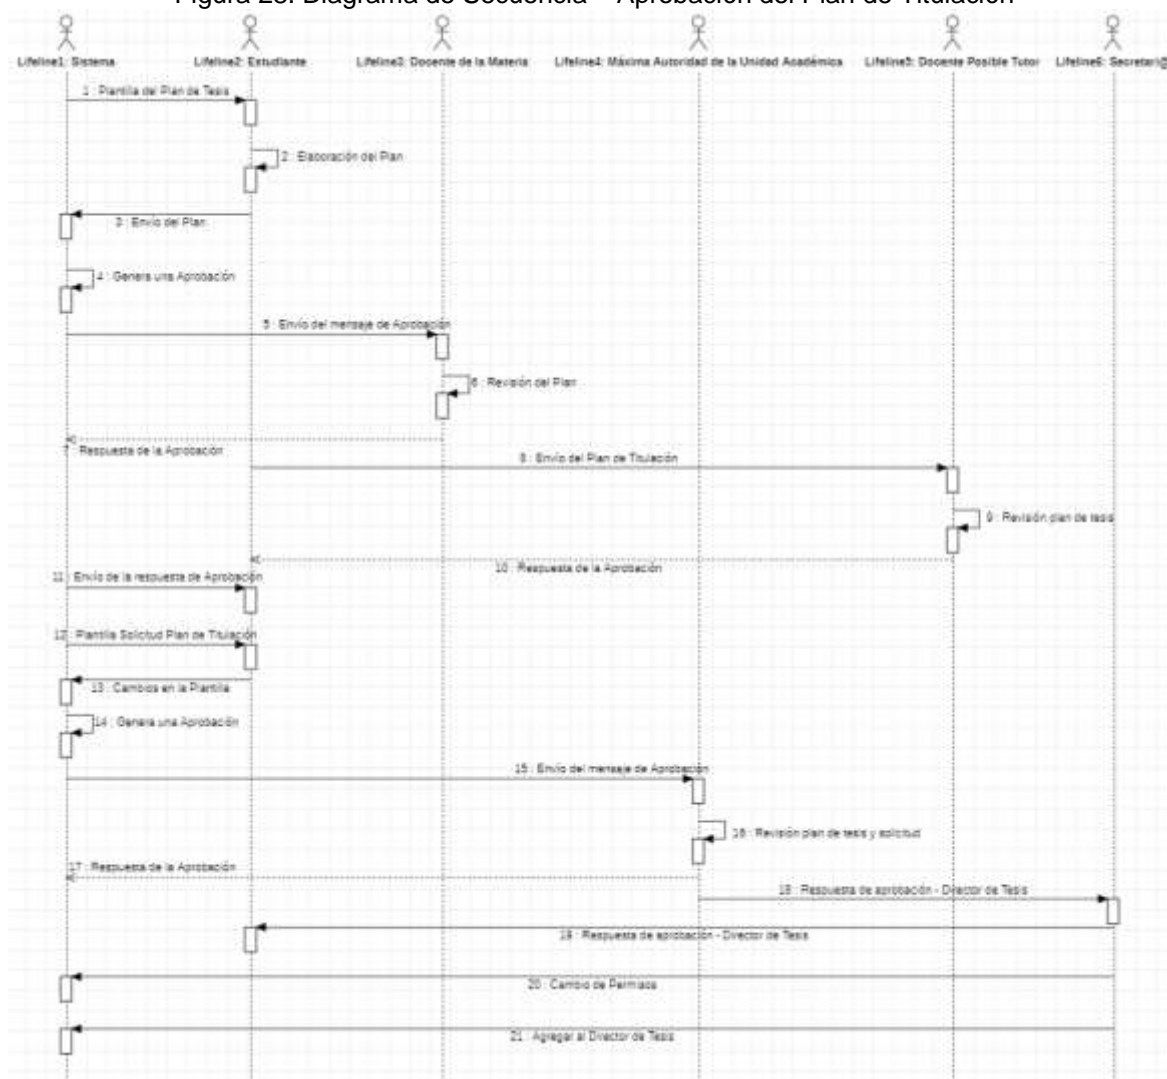 Figura 23. Diagrama de Secuencia – Aprobación del Plan de Titulación
Lifeline1: Sistema
Lifeline2: Estudiante
Lifeline3: Docente de la Materia
Lifeline4: Máxima Autoridad de la Unidad Académica
Lifeline5: Docente Posible Tutor
Lifeline6: Secretari@
1 : Plantilla del Plan de Tesis
2 : Elaboración del Plan
3 : Envío del Plan
4 : Genera una Aprobación
5 : Envío del mensaje de Aprobación
6 : Revisión del Plan
7 : Respuesta de la Aprobación
8 : Envío del Plan de Titulación
9 : Revisión plan de tesis
10 : Respuesta de la Aprobación
11 : Envío de la respuesta de Aprobación
12 : Plantilla Solicitud Plan de Titulación
13 : Cambios en la Plantilla
14 : Genera una Aprobación
15 : Envío del mensaje de Aprobación
16 : Revisión plan de tesis y solicitud
17 : Respuesta de la Aprobación
18 : Respuesta de aprobación - Director de Tesis
19 : Respuesta de aprobación - Director de Tesis
20 : Cambio de Permisos
21 : Agregar al Director de Tesis